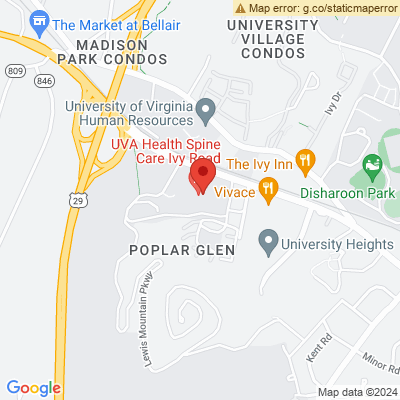 Map error: g.co/staticmaperror
The Market at Bellair
MADISON
PARK CONDOS
UNIVERSITY
VILLAGE
CONDOS
809
846
Ivy Dr
University of Virginia
Human Resources
UVA Health Spine
Care Ivy Road
The Ivy Inn
Vivace
Disharoon Park
29
POPLAR GLEN
University Heights
Lewis Mountain Pkwy
Kent Rd
Minor Rd
Google
Map data ©2024